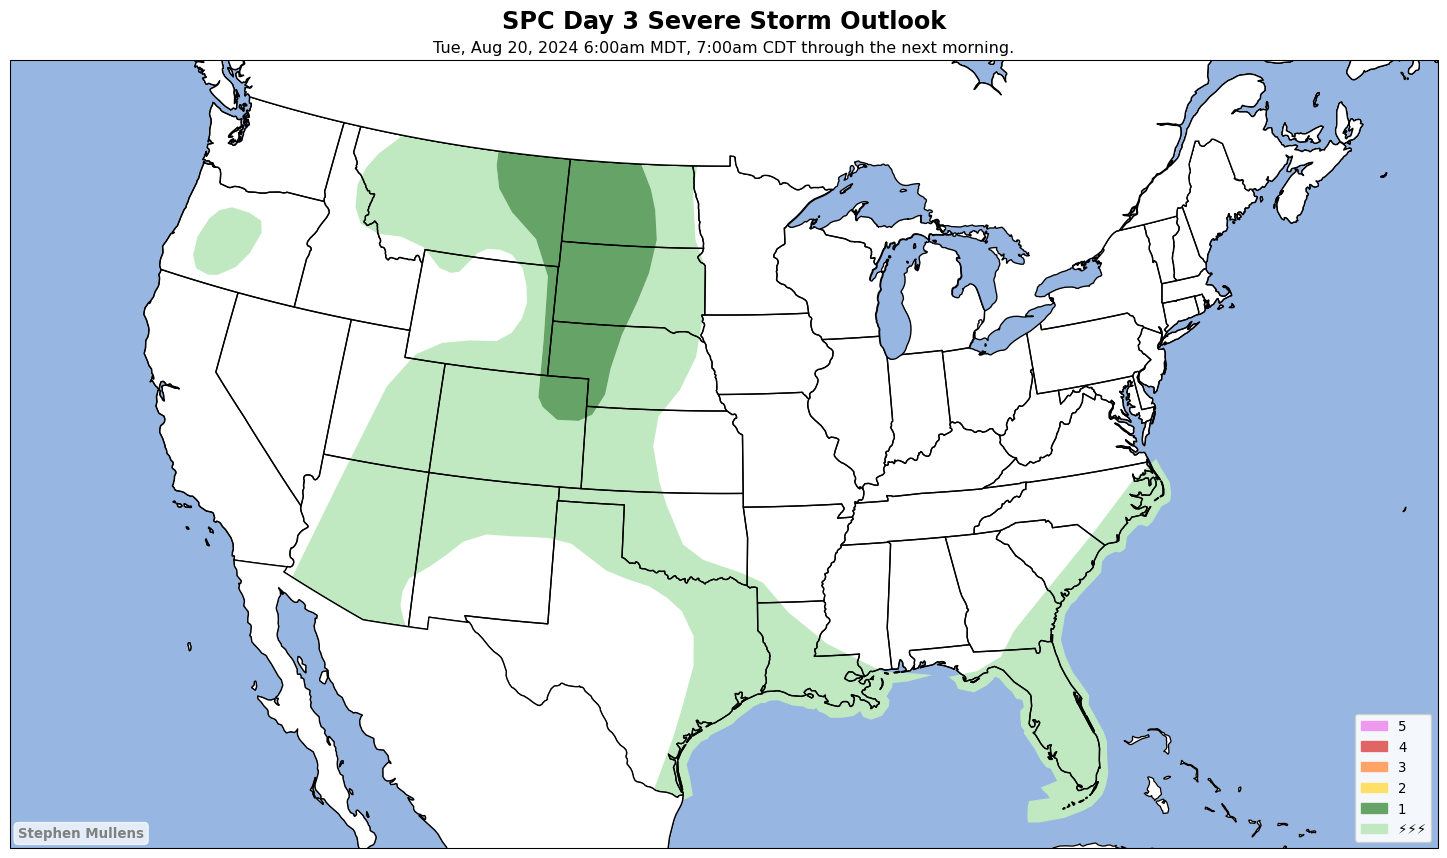 SPC Day 3 Severe Storm Outlook
Tue, Aug 20, 2024 6:00am MDT, 7:00am CDT through the next morning.
5
4
3
2
1
⚡⚡⚡
Stephen Mullens